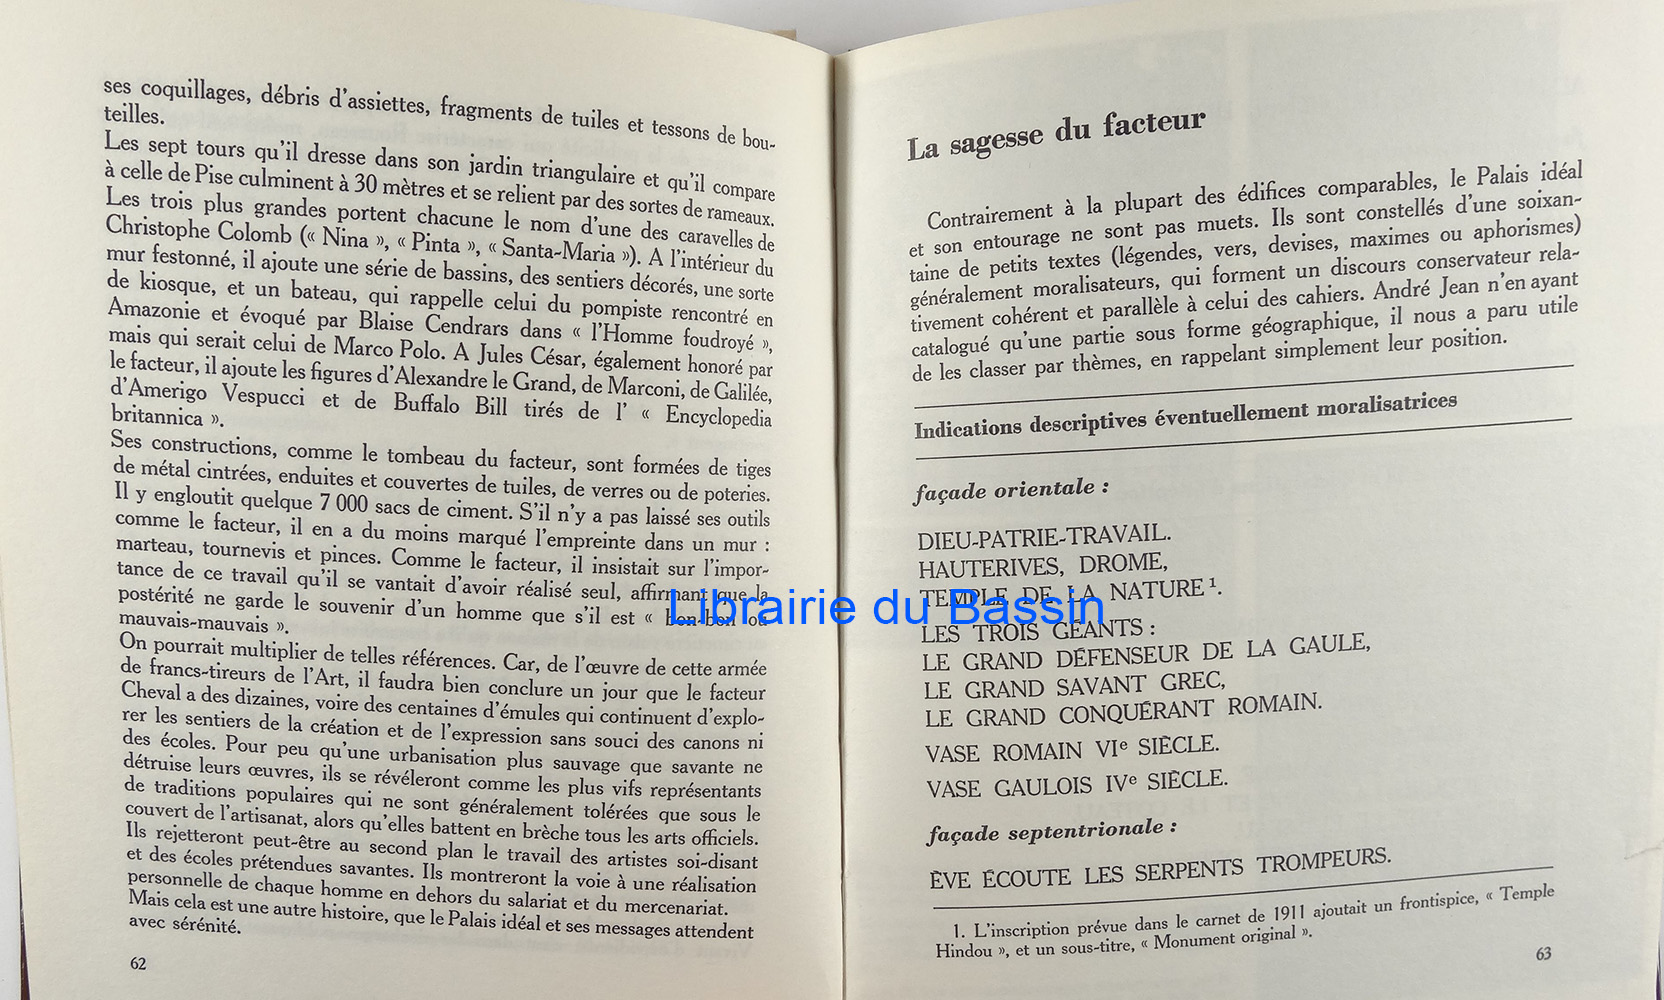 ses coquillages, débris d'assiettes, fragments de tuiles et tessons de bou-
teilles.
Les sept tours qu'il dresse dans son jardin triangulaire et qu'il compare
à celle de Pise culminent à 30 mètres et se relient par des sortes de rameaux.
Les trois plus grandes portent chacune le nom d'une des caravelles de
Christophe Colomb (« Nina », « Pinta », « Santa-Maria »). A l'intérieur du
mur festonné, il ajoute une série de bassins, des sentiers décorés, une sorte
de kiosque, et un bateau, qui rappelle celui du pompiste rencontré en
Amazonie et évoqué par Blaise Cendrars dans « l'Homme foudroyé »,
mais qui serait celui de Marco Polo. A Jules César, également honoré par
le facteur, il ajoute les figures d'Alexandre le Grand, de Marconi, de Galilée,
d'Amerigo Vespucci et de Buffalo Bill tirés de l' « Encyclopedia
britannica ».
Ses constructions, comme le tombeau du facteur, sont formées de tiges
de métal cintrées, enduites et couvertes de tuiles, de verres ou de poteries.
Il y engloutit quelque 7 000 sacs de ciment. S'il n'y a pas laissé ses outils
comme le facteur, il en a du moins marqué l'empreinte dans un mur :
marteau, tournevis et pinces. Comme le facteur, il insistait sur l'impor-
tance de ce travail qu'il se vantait d'avoir réalisé seul, affirmant que la
postérité ne garde le souvenir d'un homme que s'il est « bon-bon ou
mauvais-mauvais ».
On pourrait multiplier de telles références. Car, de l'œuvre de cette armée
de francs-tireurs de l'Art, il faudra bien conclure un jour que le facteur
Cheval a des dizaines, voire des centaines d'émules qui continuent d'explo-
rer les sentiers de la création et de l'expression sans souci des canons ni
des écoles. Pour peu qu'une urbanisation plus sauvage que savante ne
détruise leurs œuvres, ils se révéleront comme les plus vifs représentants
de traditions populaires qui ne sont généralement tolérées que sous le
couvert de l'artisanat, alors qu'elles battent en brèche tous les arts officiels.
Ils rejetteront peut-être au second plan le travail des artistes soi-disant
et des écoles prétendues savantes. Ils montreront la voie à une réalisation
personnelle de chaque homme en dehors du salariat et du mercenariat.
Mais cela est une autre histoire, que le Palais idéal et ses messages attendent
avec sérénité.
62
La sagesse du facteur
Contrairement à la plupart des édifices comparables, le Palais idéal
et son entourage ne sont pas muets. Ils sont constellés d'une soixan-
taine de petits textes (légendes, vers, devises, maximes ou aphorismes)
généralement moralisateurs, qui forment un discours conservateur rela-
tivement cohérent et parallèle à celui des cahiers. André Jean n'en ayant
catalogué qu'une partie sous forme géographique, il nous a paru utile
de les classer par thèmes, en rappelant simplement leur position.
Indications descriptives éventuellement moralisatrices
façade orientale :
DIEU-PATRIE-TRAVAIL.
HAUTERIVES, DROME,
TEMPLE DE LA NATURE 1.
LES TROIS GÉANTS :
LE GRAND DÉFENSEUR DE LA GAULE,
LE GRAND SAVANT GREC,
LE GRAND CONQUÉRANT ROMAIN.
VASE ROMAIN VIe SIÈCLE.
VASE GAULOIS IVe SIÈCLE.
façade septentrionale :
ÈVE ÉCOUTE LES SERPENTS TROMPEURS.
1. L'inscription prévue dans le carnet de 1911 ajoutait un frontispice, « Temple
Hindou », et un sous-titre, « Monument original ».
63
Librairie du Bassin